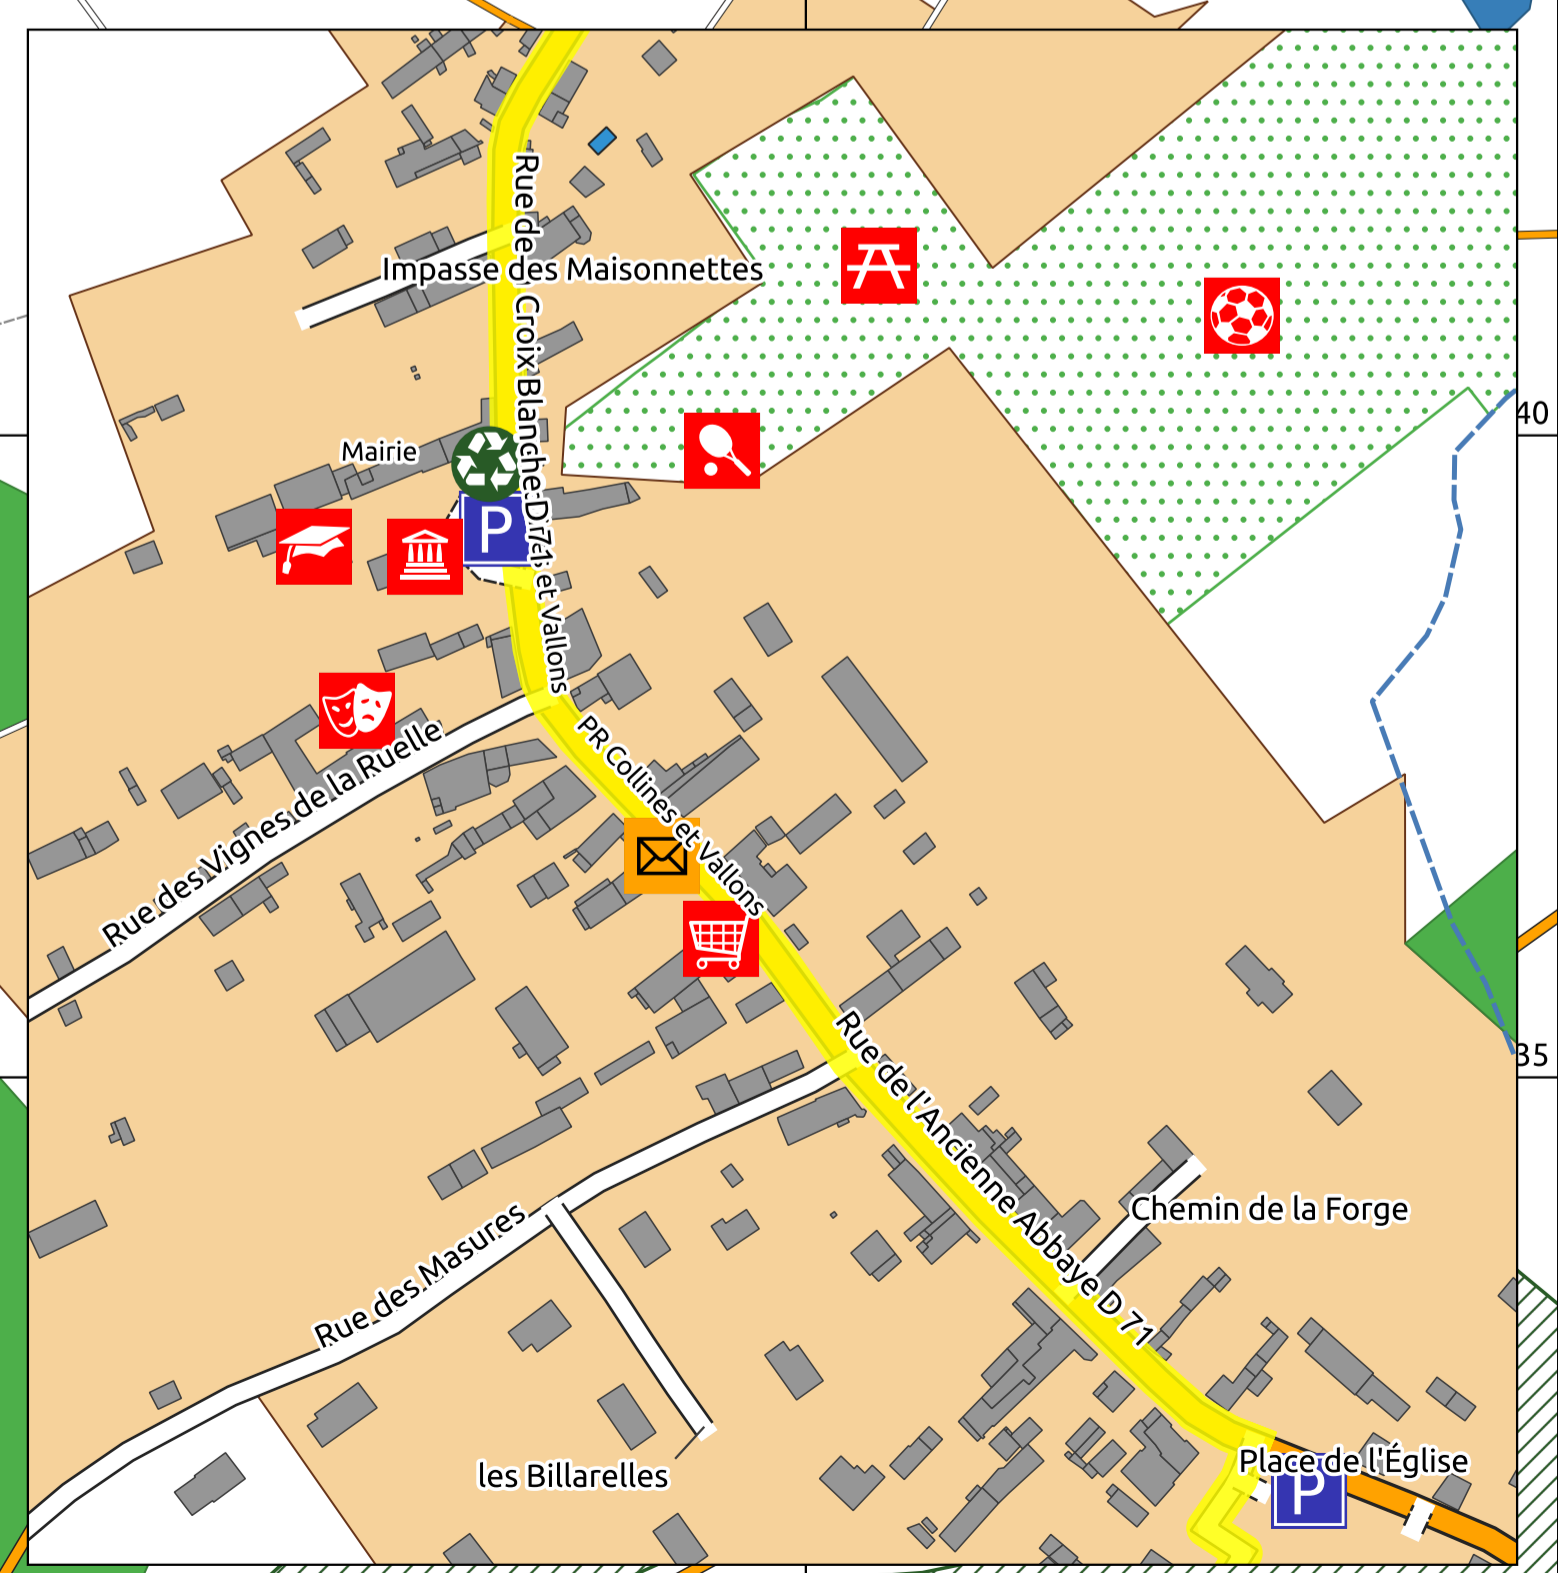 Rue de la Croix Blanche D 71
Impasse des Maisonnettes
40
Mairie
P
et Vallons
PR Collines et Vallons
Rue des Vignes de la Ruelle
35
Rue de l'Ancienne Abbaye D 71
Chemin de la Forge
Rue des Masures
Place de l'Église
P
les Billarelles